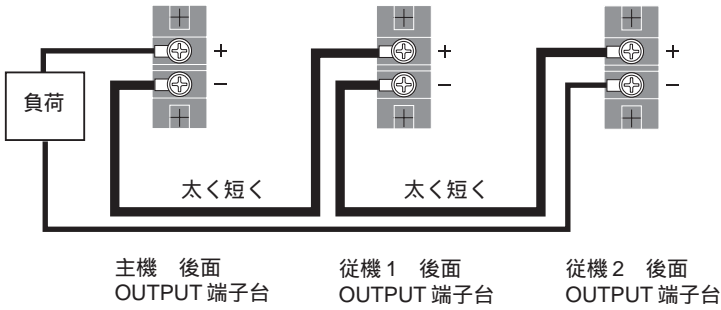 + + +
− − −
負荷
太く短く 太く短く
主機　後面 従機1　後面 従機2　後面
OUTPUT 端子台 OUTPUT 端子台 OUTPUT 端子台